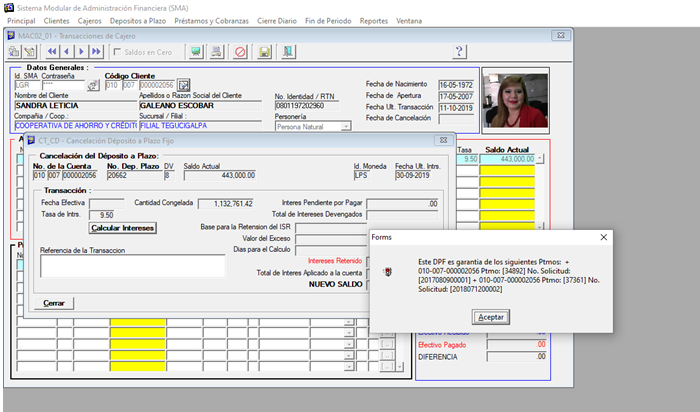 Sistema Modular de Administración Financiera (SMA)
Principal Clientes Cajeros Depositos a Plazo Préstamos y Cobranzas Cierre Diario Fin de Periodo Reportes Ventana
MAC02_01 - Transacciones de Cajero
Saldos en Cero ?
Datos Generales :
Id. SMA Contraseña Código Cliente
LGR **** 010 007 000002056
Nombre del Cliente Apellidos o Razon Social del Cliente No. Identidad / RTN
SANDRA LETICIA GALEANO ESCOBAR 0801197202960
Compañia / Coop.: Sucursal / Filial : Personería
COOPERATIVA DE AHORRO Y CRÉDITO FILIAL TEGUCIGALPA Persona Natural
Fecha de Nacimiento 16-05-1972
Fecha de Apertura 17-05-2007
Fecha Ult. Transacción 11-10-2019
Fecha de Cancelación
CT_CD - Cancelación Déposito a Plazo Fijo
Cancelación del Déposito a Plazo:
No. de la Cuenta No. Dep. Plazo DV Saldo Actual Id. Moneda Fecha Ult. Intrs.
010 007 000002056 20662 8 443,000.00 LPS 30-09-2019
Transacción :
Fecha Efectiva Cantidad Congelada 1,132,761.42 Interes Pendiente por Pagar .00
Tasa de Intrs. 9.50 Total de Intereses Devengados
Calcular Intereses Base para la Retension del ISR
Valor del Exceso
Referencia de la Transaccion Dias para el Calculo
Intereses Retenido
Total de Interes Aplicado a la cuenta
NUEVO SALDO
Cerrar
Tasa Saldo Actual
9.50 443,000.00
Forms
Este DPF es garantia de los siguientes Ptmos: +
010-007-000002056 Ptmo: [34892] No. Solicitud:
[2017080900001] + 010-007-000002056 Ptmo: [37361] No.
Solicitud: [2018071200002]
Aceptar
Efectivo Pagado .00
DIFERENCIA .00